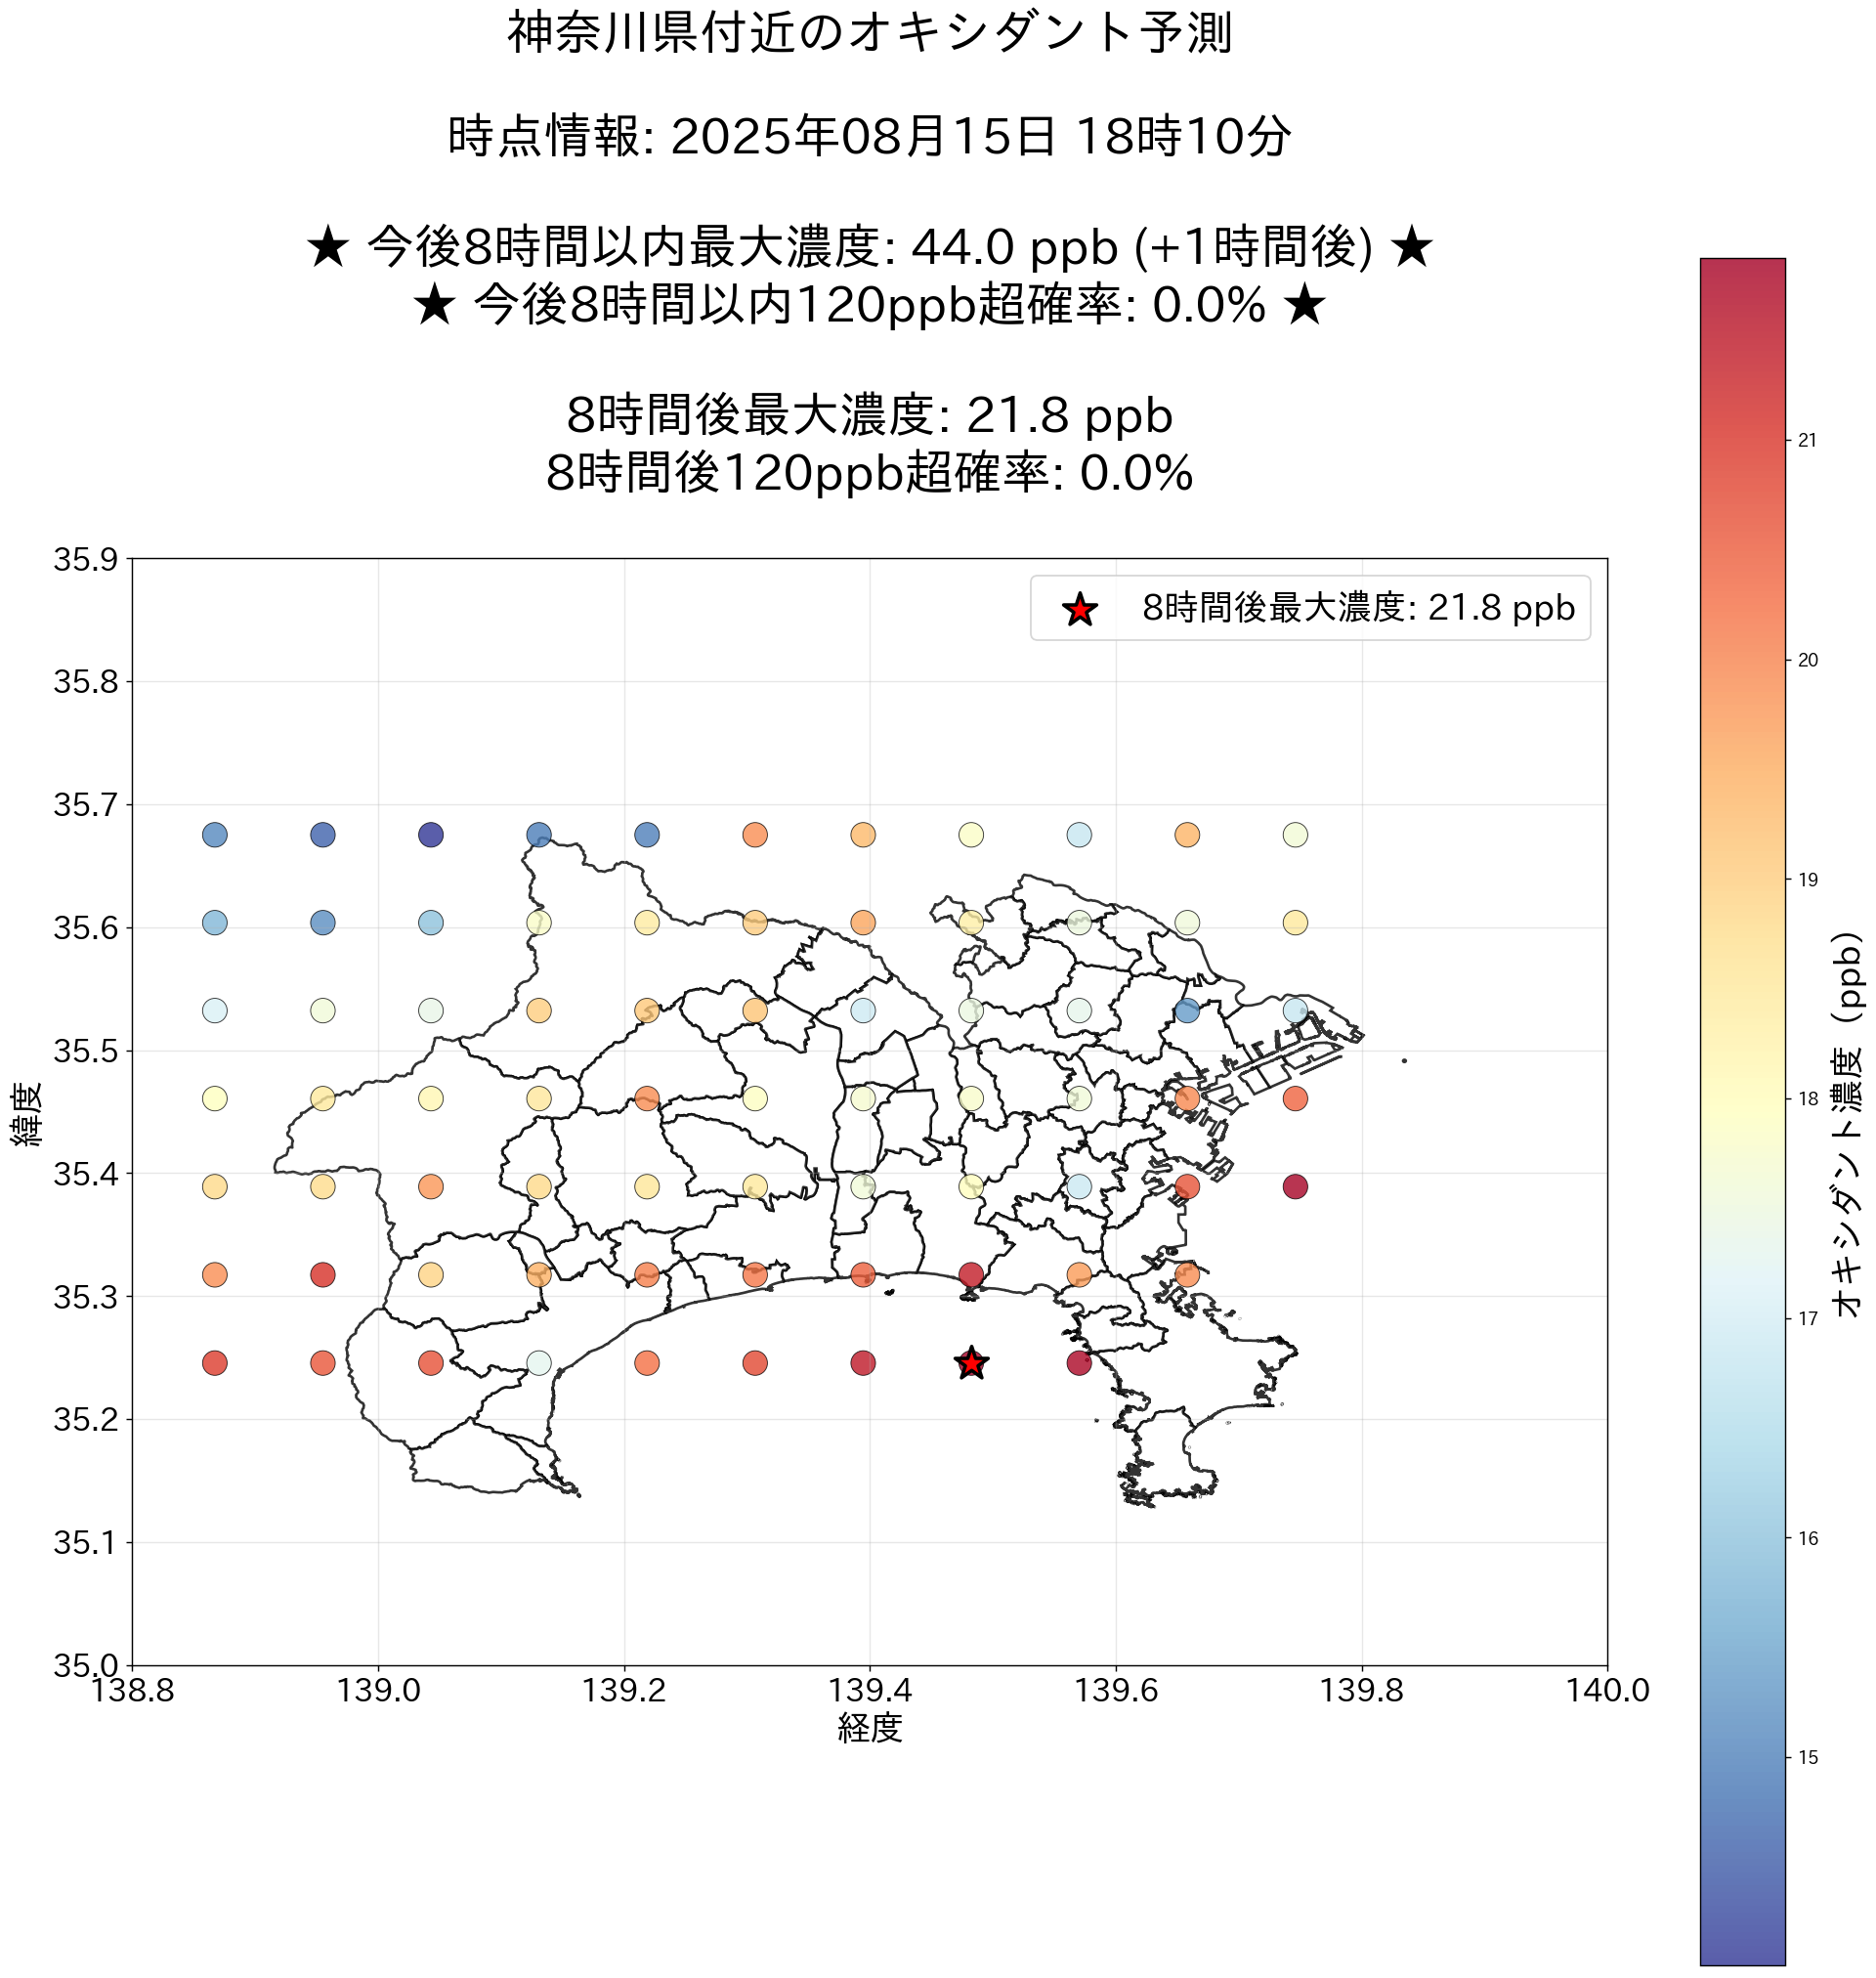 神奈川県付近のオキシダント予測
時点情報: 2025年08月15日 18時10分
★ 今後8時間以内最大濃度: 44.0 ppb (+1時間後) ★
★ 今後8時間以内120ppb超確率: 0.0% ★
8時間後最大濃度: 21.8 ppb
8時間後120ppb超確率: 0.0%
8時間後最大濃度: 21.8 ppb
35.9
35.8
35.7
35.6
35.5
35.4
35.3
35.2
35.1
35.0
緯度
138.8
139.0
139.2
139.4
139.6
139.8
140.0
経度
21
20
19
18
17
16
15
オキシダント濃度（ppb）